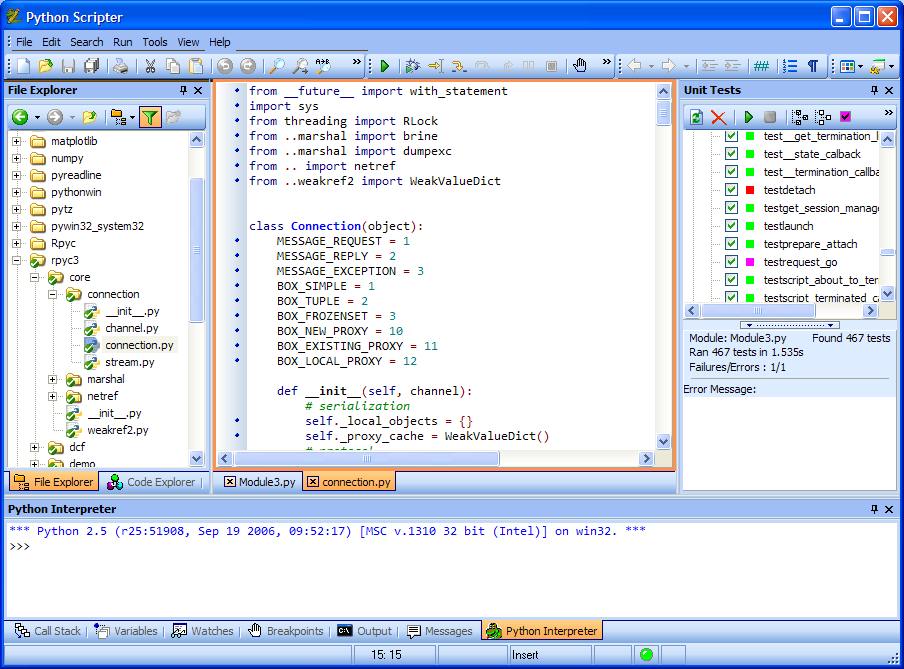 Python Scripter
File Edit Search Run Tools View Help
File Explorer
matplotlib
numpy
pyreadline
pythonwin
pytz
pywin32_system32
Rpyc
rpyc3
core
connection
__init__.py
channel.py
connection.py
stream.py
marshal
netref
__init__.py
weakref2.py
dcf
demo
File Explorer
Code Explorer
from __future__ import with_statement
import sys
from threading import RLock
from ..marshal import brine
from ..marshal import dumpexc
from .. import netref
from ..weakref2 import WeakValueDict
class Connection(object):
MESSAGE_REQUEST = 1
MESSAGE_REPLY = 2
MESSAGE_EXCEPTION = 3
BOX_SIMPLE = 1
BOX_TUPLE = 2
BOX_FROZENSET = 3
BOX_NEW_PROXY = 10
BOX_EXISTING_PROXY = 11
BOX_LOCAL_PROXY = 12
def __init__(self, channel):
# serialization
self._local_objects = {}
self._proxy_cache = WeakValueDict()
Module3.py
connection.py
Unit Tests
test__get_termination_l
test__state_callback
test__termination_callba
testdetach
testget_session_manage
testlaunch
testprepare_attach
testrequest_go
testscript_about_to_ter
testscript_terminated_ca
Module: Module3.py Found 467 tests
Ran 467 tests in 1.535s
Failures/Errors : 1/1
Error Message:
Python Interpreter
*** Python 2.5 (r25:51908, Sep 19 2006, 09:52:17) [MSC v.1310 32 bit (Intel)] on win32. ***
>>>
Call Stack Variables Watches Breakpoints Output Messages Python Interpreter
15: 15 Insert